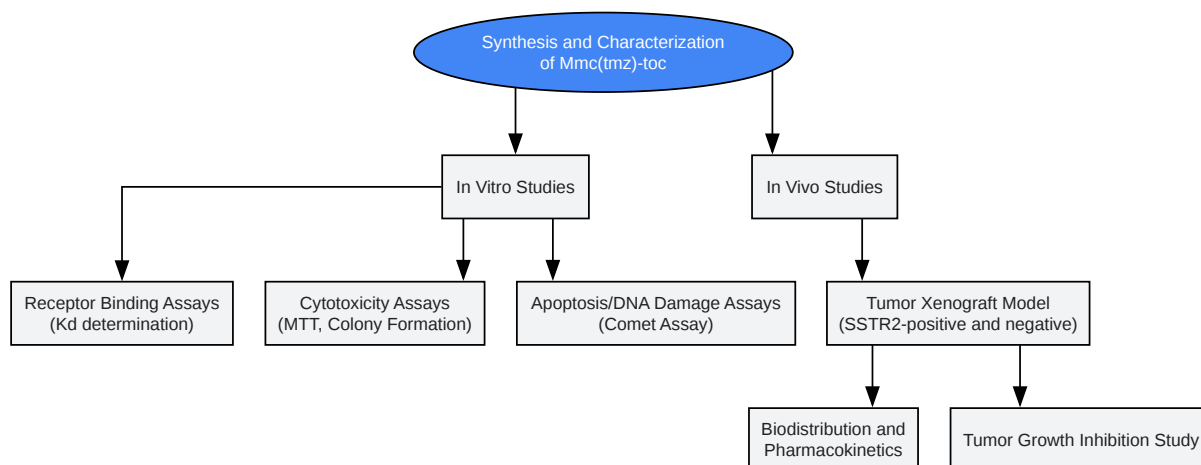 Synthesis and Characterization
of Mmc(tmz)-toc
In Vitro Studies
In Vivo Studies
Receptor Binding Assays
(Kd determination)
Cytotoxicity Assays
(MTT, Colony Formation)
Apoptosis/DNA Damage Assays
(Comet Assay)
Tumor Xenograft Model
(SSTR2-positive and negative)
Biodistribution and
Pharmacokinetics
Tumor Growth Inhibition Study